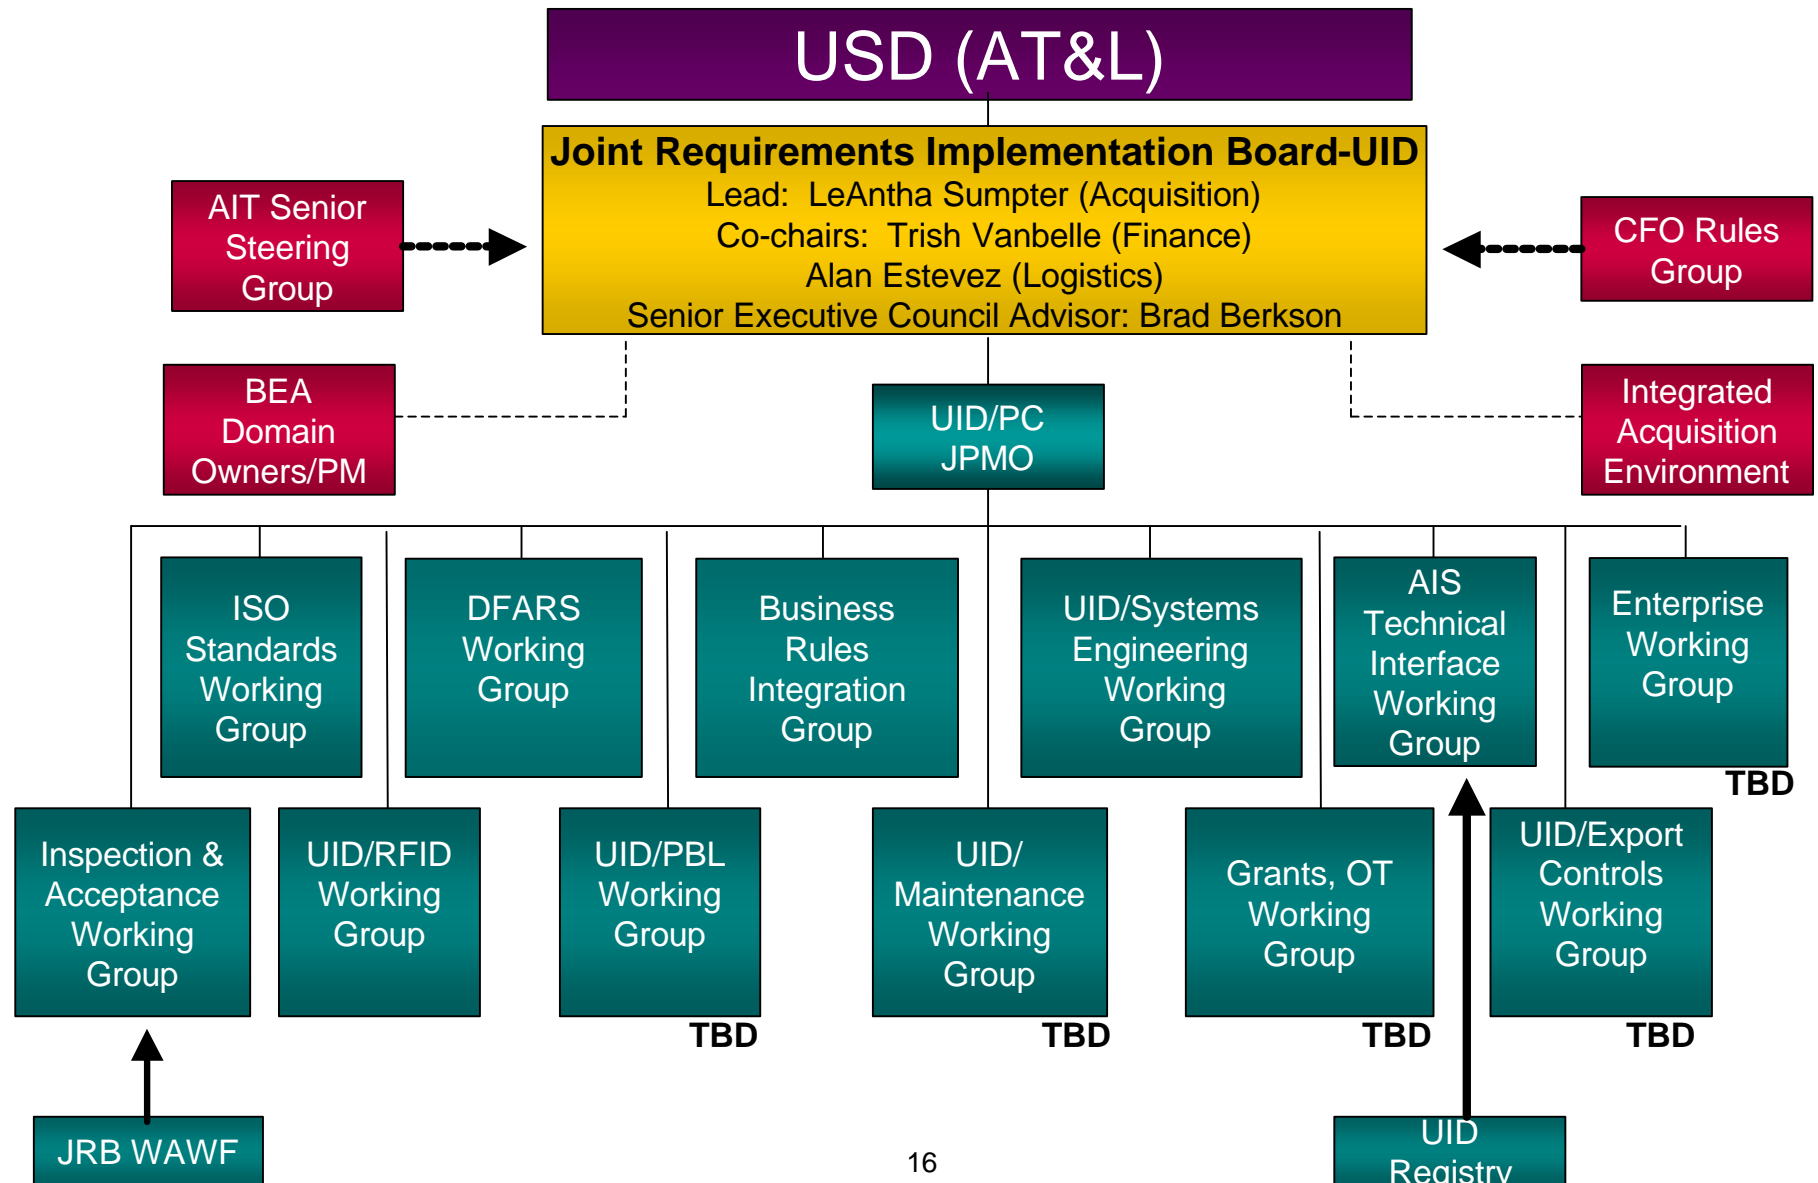 USD (AT&L)
Joint Requirements Implementation Board-UID
Lead: LeAntha Sumpter (Acquisition)
Co-chairs: Trish Vanbelle (Finance)
Alan Estevez (Logistics)
Senior Executive Council Advisor: Brad Berkson
AIT Senior
Steering
Group
CFO Rules
Group
BEA
Domain
Owners/PM
UID/PC
JPMO
Integrated
Acquisition
Environment
ISO
Standards
Working
Group
DFARS
Working
Group
Business
Rules
Integration
Group
UID/Systems
Engineering
Working
Group
AIS
Technical
Interface
Working
Group
Enterprise
Working
Group
TBD
Inspection &
Acceptance
Working
Group
UID/RFID
Working
Group
UID/PBL
Working
Group
TBD
UID/
Maintenance
Working
Group
TBD
Grants, OT
Working
Group
TBD
UID/Export
Controls
Working
Group
TBD
JRB WAWF
16
UID
Registry